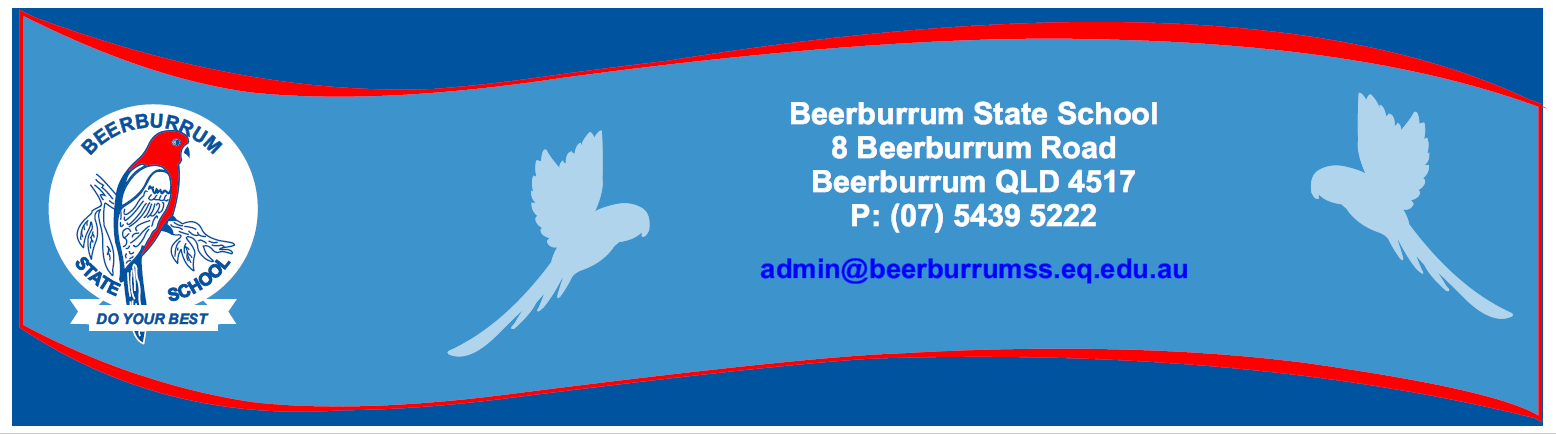 BEERBURRUM
STATE SCHOOL
DO YOUR BEST
Beerburrum State School
8 Beerburrum Road
Beerburrum QLD 4517
P: (07) 5439 5222
admin@beerburrumss.eq.edu.au